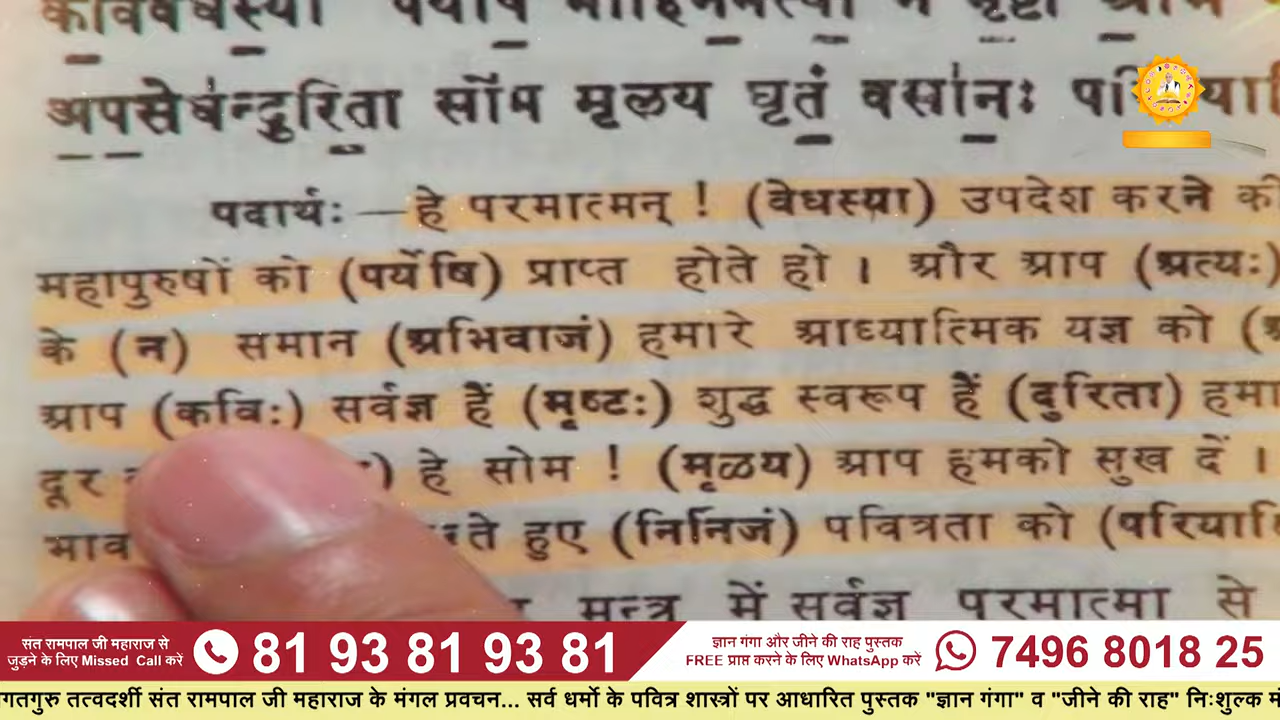 अपसेधन्दुरिता सोम मृळय घृतं वसानः
पदार्थः—हे परमात्मन् ! (वेधस्या) उपदेश करने की
महापुरुषों को (पर्येषि) प्राप्त होते हो । और आप (अत्यः)
के (न) समान (अभिवाजं) हमारे आध्यात्मिक यज्ञ को
आप (कविः) सर्वज्ञ हैं (मृष्टः) शुद्ध स्वरूप हैं (दुरिता)
दूर हे सोम ! (मृळय) आप हमको सुख दें ।
हुए (निनिजं) पवित्रता को
मन्त्र में सर्वज्ञ परमात्मा से
संत रामपाल जी महाराज से
जुड़ने के लिए Missed Call करें
81 93 81 93 81
ज्ञान गंगा और जीने की राह पुस्तक
FREE प्राप्त करने के लिए WhatsApp करें
7496 8018 25
तत्वदर्शी संत रामपाल जी महाराज के मंगल प्रवचन... सर्व धर्मो के पवित्र शास्त्रों पर आधारित पुस्तक "ज्ञान गंगा" व "जीने की राह" निःशुल्क